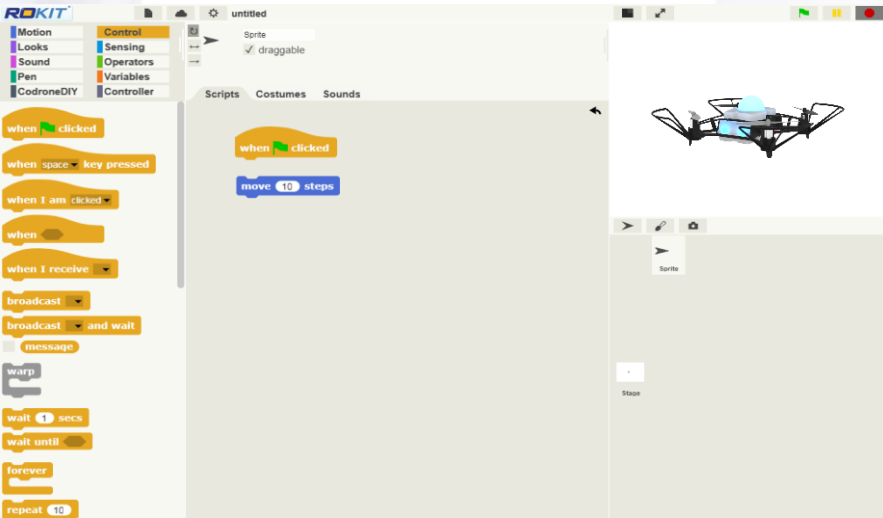 ROKIT
untitled
Motion Control
Looks Sensing
Sound Operators
Pen Variables
CodroneDIY Controller
when clicked
when space key pressed
when I am clicked
when
when I receive
broadcast
broadcast and wait
message
warp
wait 1 secs
wait until
forever
repeat 10
Sprite
draggable
Scripts Costumes Sounds
when clicked
move 10 steps
Sprite
Stage